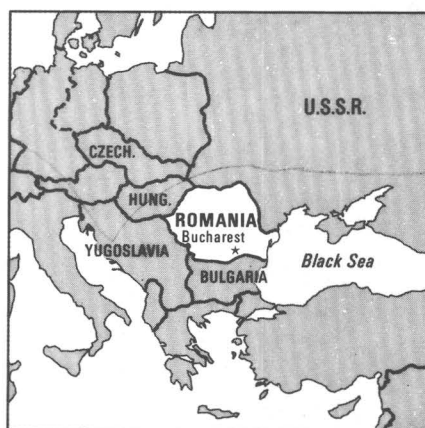 U.S.S.R.
CZECH.
HUNG.
ROMANIA
Bucharest
YUGOSLAVIA
Black Sea
BULGARIA